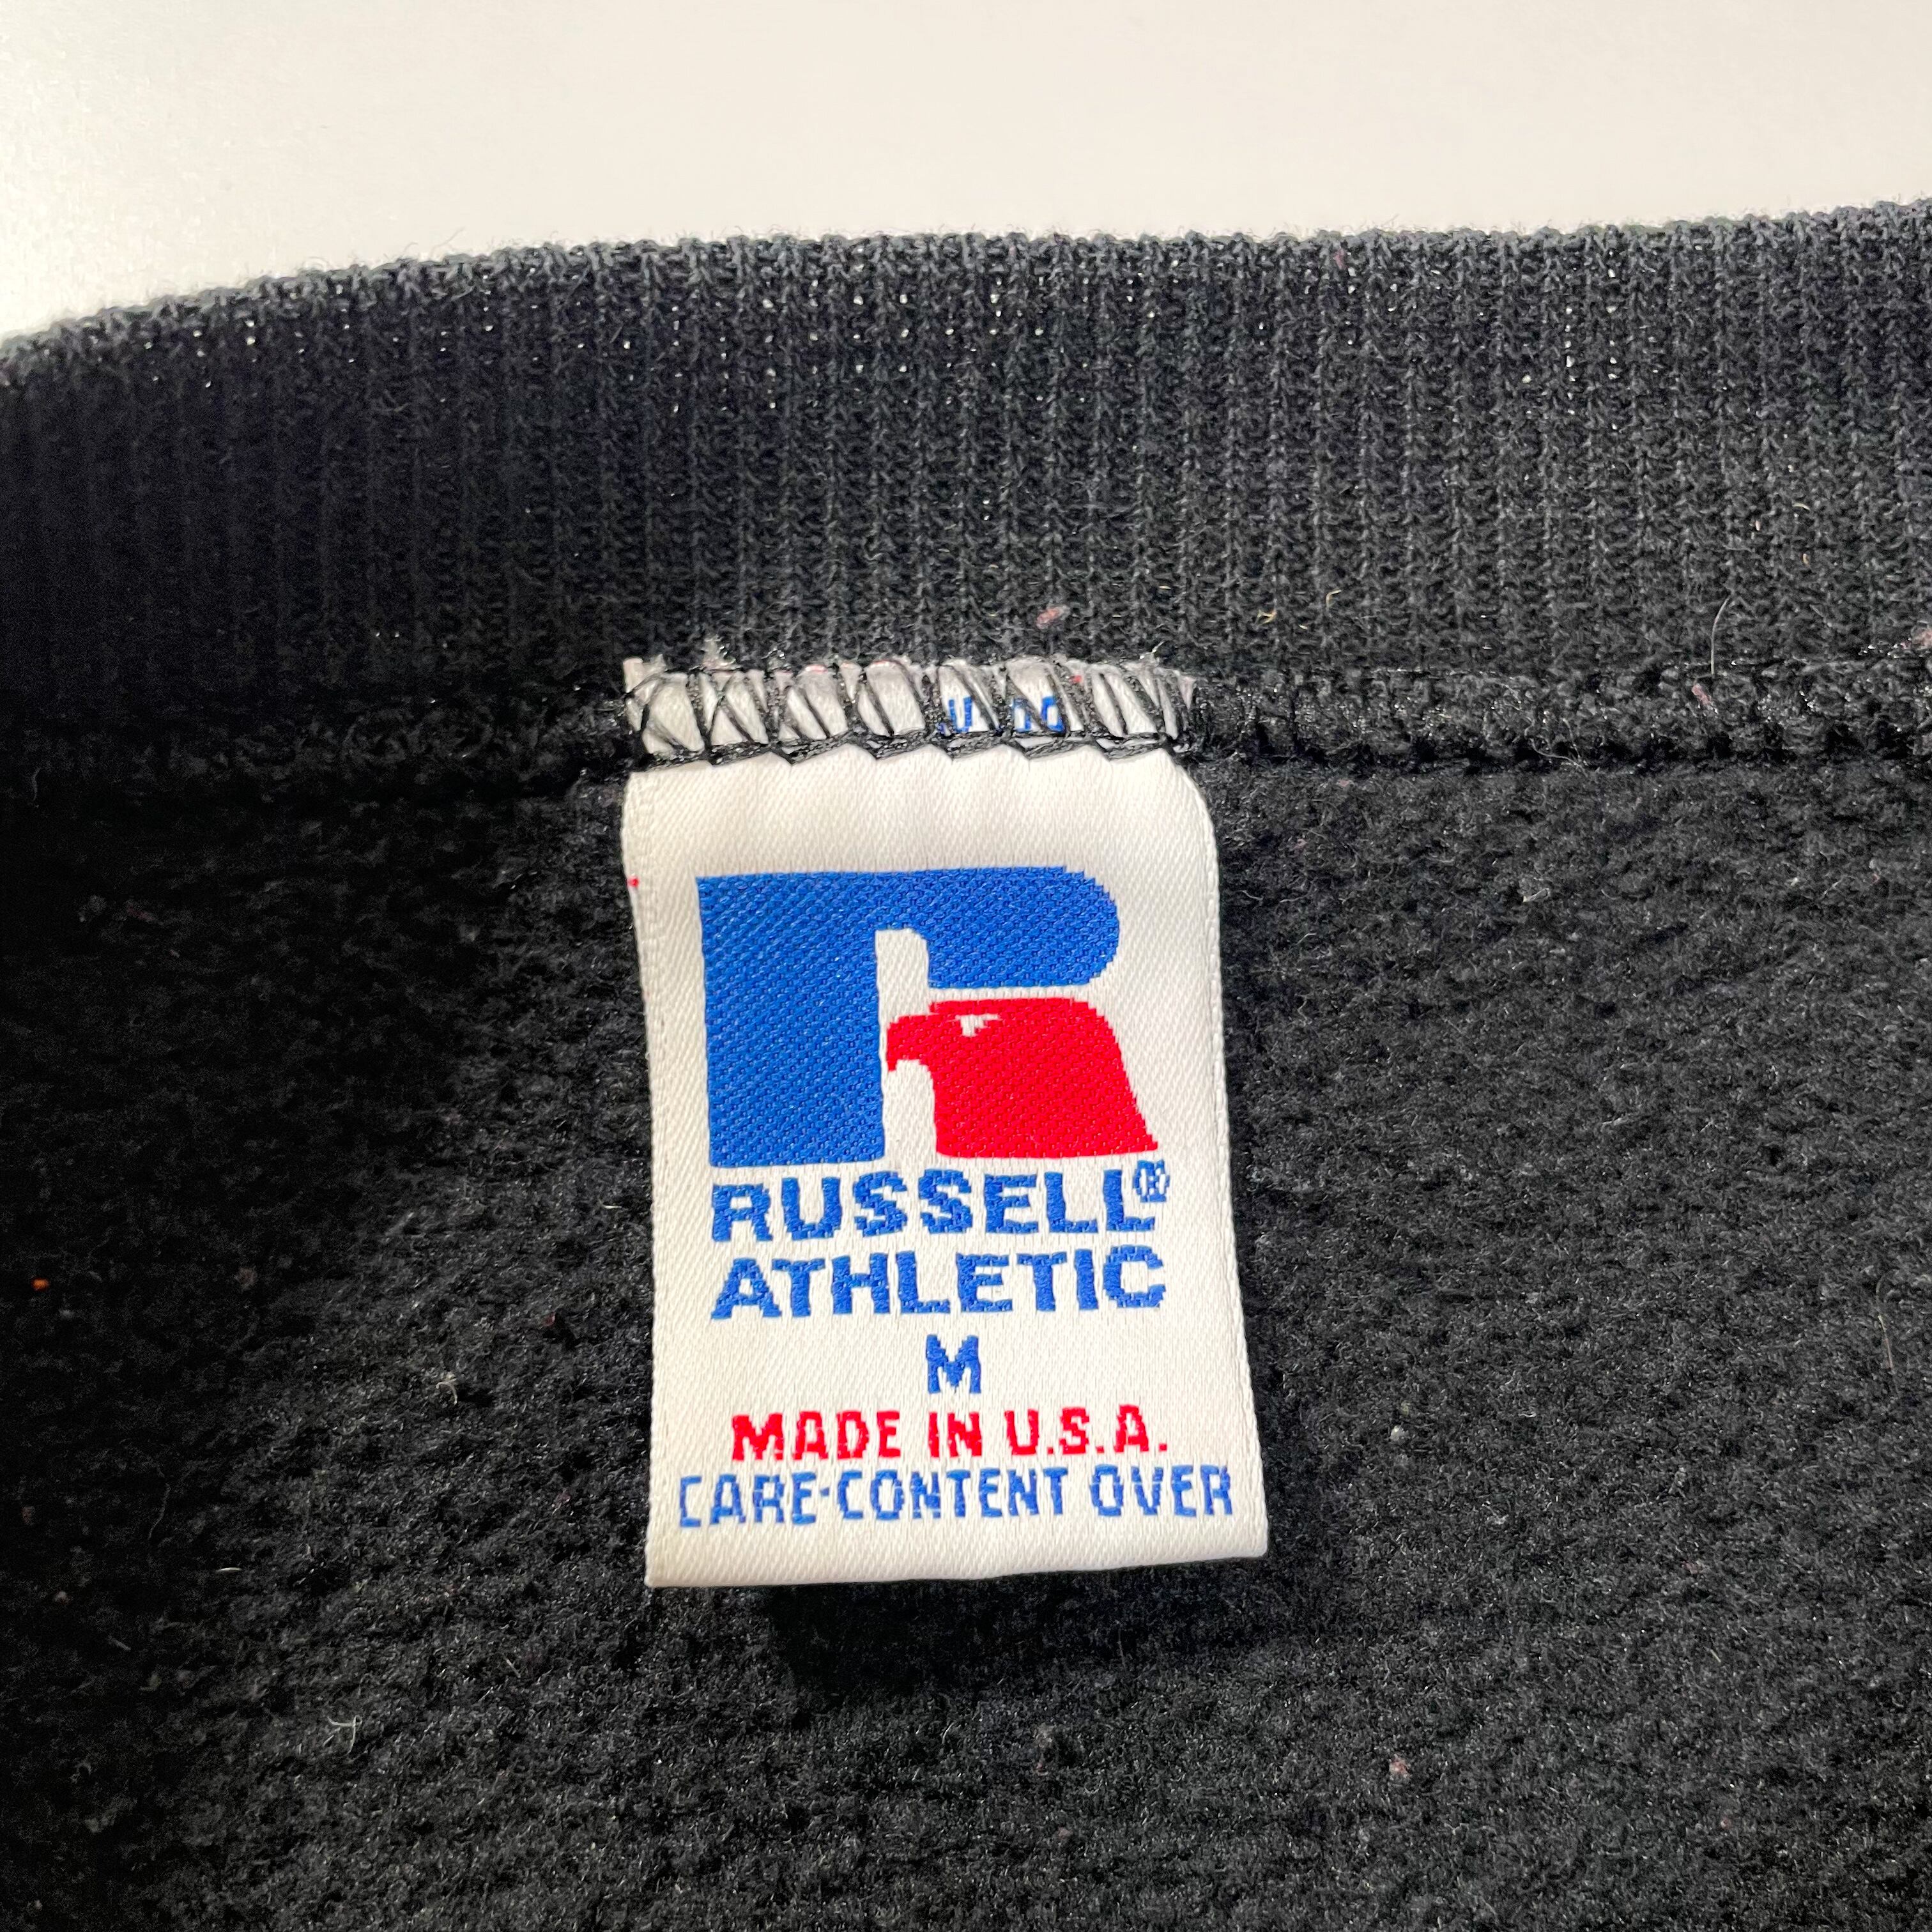 RUSSELL®
ATHLETIC
M
MADE IN U.S.A.
CARE-CONTENT OVER